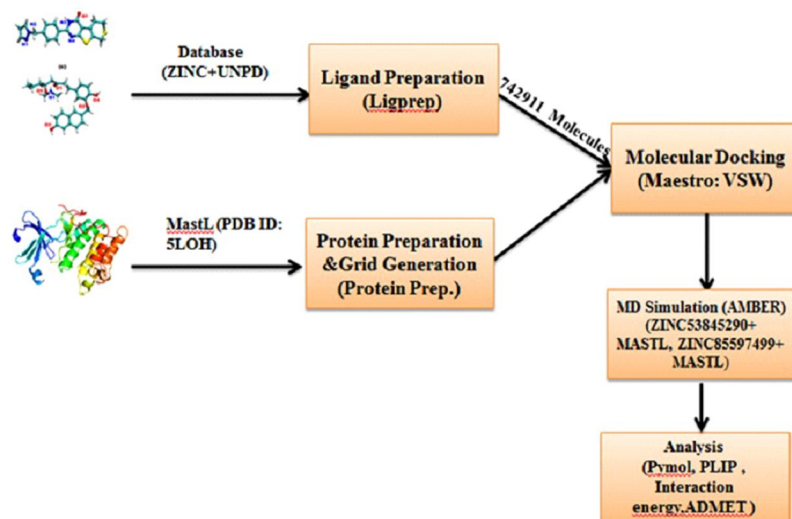 Database
(ZINC+UNPD)
Ligand Preparation
(Ligprep)
742911 Molecules
Molecular Docking
(Maestro: VSW)
MastL (PDB ID:
5LOH)
Protein Preparation
&Grid Generation
(Protein Prep.)
MD Simulation (AMBER)
(ZINC53845290+
MASTL, ZINC85597499+
MASTL)
Analysis
(Pymol, PLIP ,
Interaction
energy,ADMET )